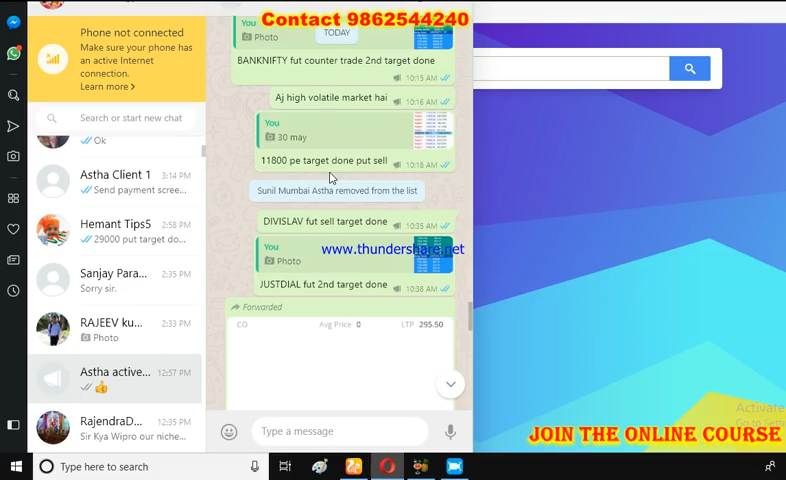 Contact 9862544240
Phone not connected
Make sure your phone has
an active Internet
connection.
Learn more >
Search or start new chat
Ok
Astha Client 1
3:14 PM
Send payment scree...
Hemant Tips5
2:58 PM
29000 put target do...
Sanjay Para...
2:35 PM
Sorry sir.
RAJEEV ku...
2:33 PM
Photo
Astha active...
12:57 PM
RajendraD...
12:35 PM
Sir Kya Wipro our niche...
You
Photo
TODAY
BANKNIFTY fut counter trade 2nd target done
10:15 AM
Aj high volatile market hai
10:16 AM
You
30 may
11800 pe target done put sell
10:18 AM
Sunil Mumbai Astha removed from the list
DIVISLAV fut sell target done
10:35 AM
www.thundershare.net
You
Photo
JUSTDIAL fut 2nd target done
10:38 AM
Forwarded
CO Avg Price 0 LTP 295.50
Type a message
JOIN THE ONLINE COURSE
Type here to search